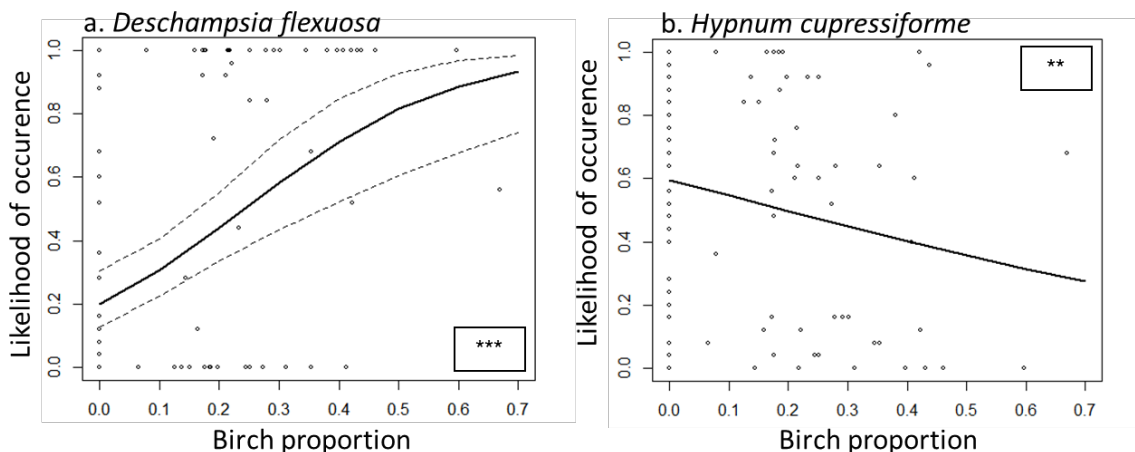 a. Deschampsia flexuosa
Likelihood of occurence
1.0
0.8
0.6
0.4
0.2
0.0
***
0.0 0.1 0.2 0.3 0.4 0.5 0.6 0.7
Birch proportion
b. Hypnum cupressiforme
Likelihood of occurence
1.0
0.8
0.6
0.4
0.2
0.0
**
0.0 0.1 0.2 0.3 0.4 0.5 0.6 0.7
Birch proportion